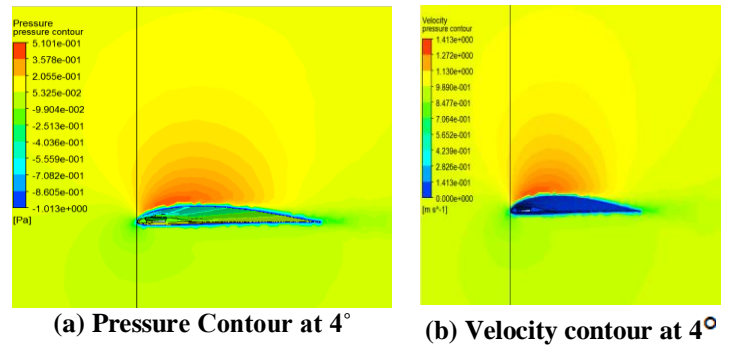 Pressure
pressure contour
5.101e-001
3.578e-001
2.055e-001
5.325e-002
-9.904e-002
-2.513e-001
-4.036e-001
-5.559e-001
-7.082e-001
-8.605e-001
-1.013e+000
[Pa]
Velocity
pressure contour
1.413e+000
1.272e+000
1.130e+000
9.890e-001
8.477e-001
7.064e-001
5.652e-001
4.239e-001
2.826e-001
1.413e-001
0.000e+000
[m s^-1]
(a) Pressure Contour at 4°
(b) Velocity contour at 4°